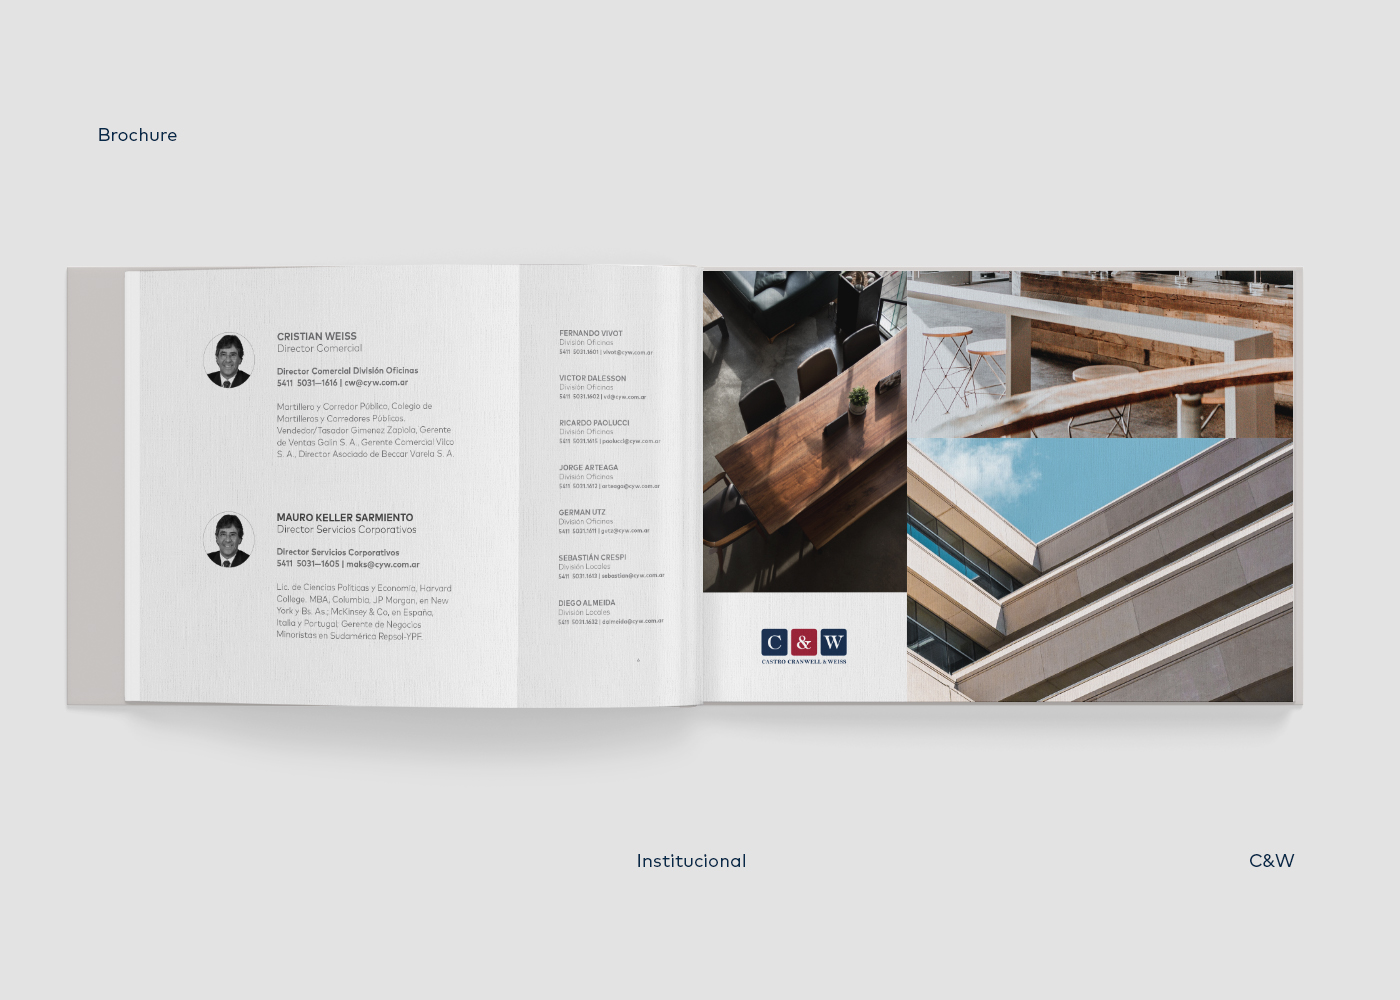 Brochure
CRISTIAN WEISS
Director Comercial
Director Comercial División Oficinas
5411 5031—1616 | cw@cyw.com.ar
Martillero y Corredor Público, Colegio de
Martilleros y Corredores Públicos.
Vendedor/Tasador Gimenez Zapiola, Gerente
de Ventas Galin S. A., Gerente Comercial Vilco
S. A., Director Asociado de Beccar Varela S. A.
MAURO KELLER SARMIENTO
Director Servicios Corporativos
Director Servicios Corporativos
5411 5031—1605 | maks@cyw.com.ar
Lic. de Ciencias Políticas y Economía, Harvard
College. MBA, Columbia, JP Morgan, en New
York y Bs. As.; McKinsey & Co, en España,
Italia y Portugal; Gerente de Negocios
Minoristas en Sudamérica Repsol-YPF.
FERNANDO VIVOT
División Oficinas
5411 5031.1601 | vivot@cyw.com.ar
VICTOR DALESSON
División Oficinas
5411 5031.1602 | vd@cyw.com.ar
RICARDO PAOLUCCI
División Oficinas
5411 5031.1615 | paolucci@cyw.com.ar
JORGE ARTEAGA
División Oficinas
5411 5031.1612 | arteaga@cyw.com.ar
GERMAN UTZ
División Oficinas
5411 5031.1611 | gutz@cyw.com.ar
SEBASTIÁN CRESPI
División Locales
5411 5031.1613 | sebastian@cyw.com.ar
DIEGO ALMEIDA
División Locales
5411 5031.1632 | dalmeida@cyw.com.ar
C & W
CASTRO CRANWELL & WEISS
Institucional
C&W